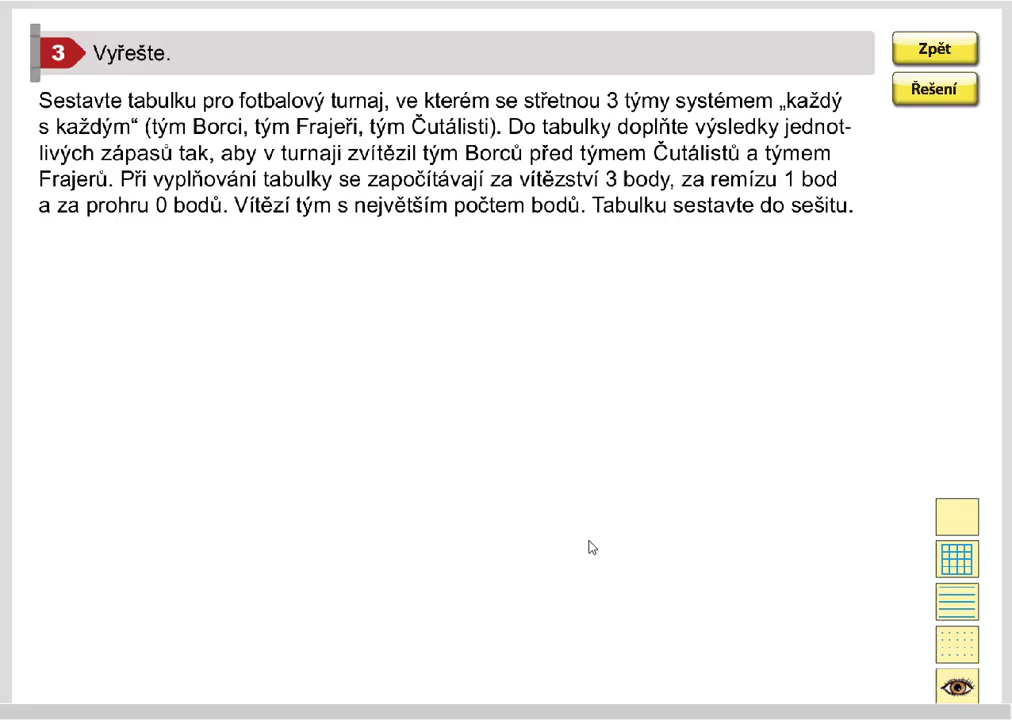 3 Vyřešte.
Zpět
Řešení
Sestavte tabulku pro fotbalový turnaj, ve kterém se střetnou 3 týmy systémem „každý
s každým“ (tým Borci, tým Frajeři, tým Čutálisti). Do tabulky doplňte výsledky jednot-
livých zápasů tak, aby v turnaji zvítězil tým Borců před týmem Čutálistů a týmem
Frajerů. Při vyplňování tabulky se započítávají za vítězství 3 body, za remízu 1 bod
a za prohru 0 bodů. Vítězí tým s největším počtem bodů. Tabulku sestavte do sešitu.